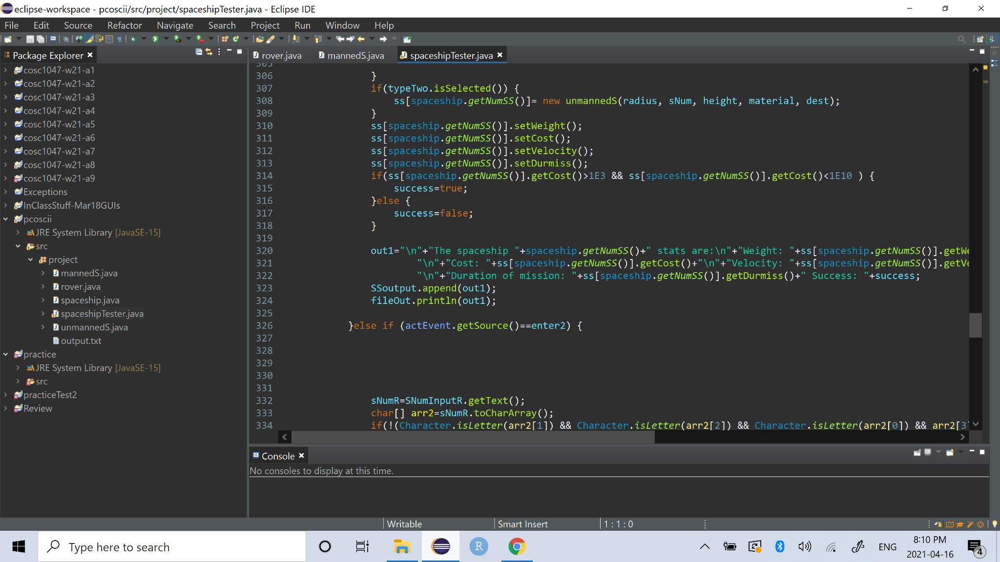 eclipse-workspace - pcoscii/src/project/spaceshipTester.java - Eclipse IDE
File Edit Source Refactor Navigate Search Project Run Window Help
Package Explorer
cosc1047-w21-a1
cosc1047-w21-a2
cosc1047-w21-a3
cosc1047-w21-a4
cosc1047-w21-a5
cosc1047-w21-a6
cosc1047-w21-a7
cosc1047-w21-a8
cosc1047-w21-a9
Exceptions
InClassStuff-Mar18GUIs
pcoscii
JRE System Library [JavaSE-15]
src
project
mannedS.java
rover.java
spaceship.java
spaceshipTester.java
unmannedS.java
output.txt
practice
JRE System Library [JavaSE-15]
src
practiceTest2
Review
rover.java mannedS.java spaceshipTester.java
305
306 }
307 if(typeTwo.isSelected()) {
308 ss[spaceship.getNumSS()]= new unmannedS(radius, sNum, height, material, dest);
309 }
310 ss[spaceship.getNumSS()].setWeight();
311 ss[spaceship.getNumSS()].setCost();
312 ss[spaceship.getNumSS()].setVelocity();
313 ss[spaceship.getNumSS()].setDurmiss();
314 if(ss[spaceship.getNumSS()].getCost()>1E3 && ss[spaceship.getNumSS()].getCost()<1E10 ) {
315 success=true;
316 }else {
317 success=false;
318 }
319
320 out1="\n"+"The spaceship "+spaceship.getNumSS()+" stats are:\n"+"Weight: "+ss[spaceship.getNumSS()].getWe
321 "\n"+"Cost: "+ss[spaceship.getNumSS()].getCost()+"\n"+"Velocity: "+ss[spaceship.getNumSS()].getVe
322 "\n"+"Duration of mission: "+ss[spaceship.getNumSS()].getDurmiss()+" Success: "+success;
323 SSoutput.append(out1);
324 fileOut.println(out1);
325
326 }else if (actEvent.getSource()==enter2) {
327
328
329
330
331
332 sNumR=SNumInputR.getText();
333 char[] arr2=sNumR.toCharArray();
334 if(!(Character.isLetter(arr2[1]) && Character.isLetter(arr2[2]) && Character.isLetter(arr2[0]) && arr2[3]
Console
No consoles to display at this time.
Writable Smart Insert 1 : 1 : 0
Type here to search
R
ENG
8:10 PM
2021-04-16
4